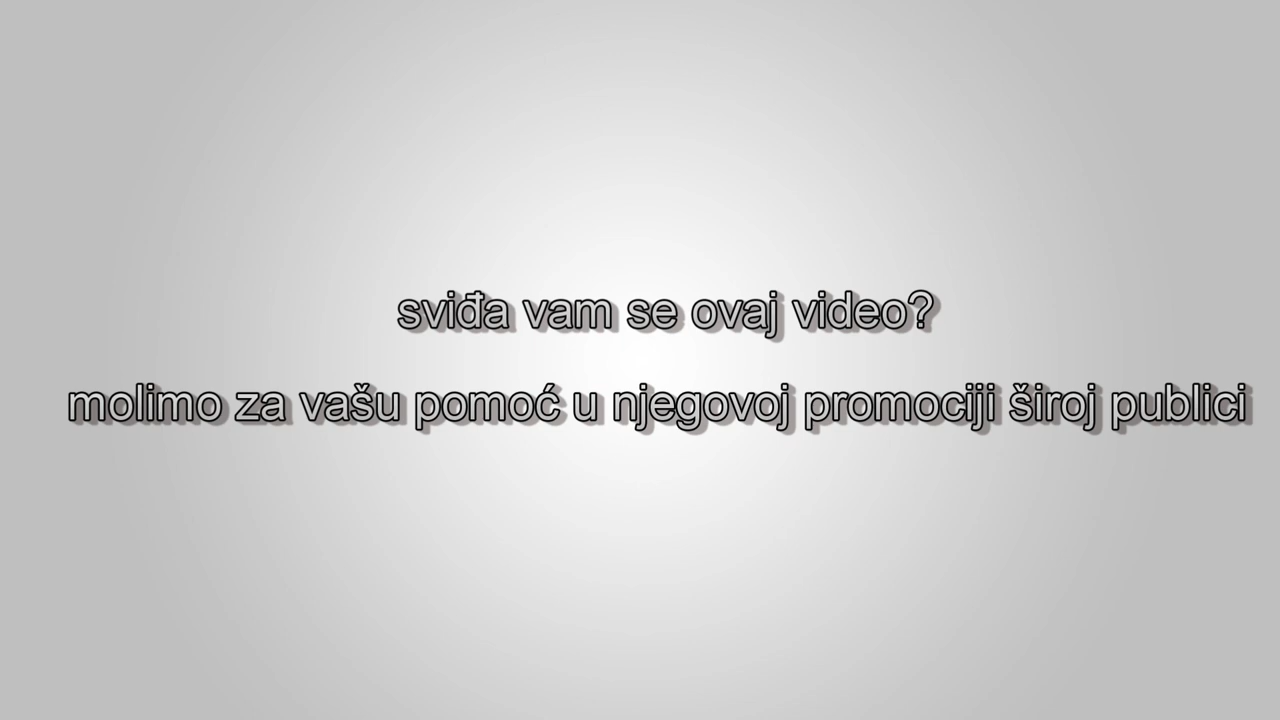 sviđa vam se ovaj video?
molimo za vašu pomoć u njegovoj promociji široj publici